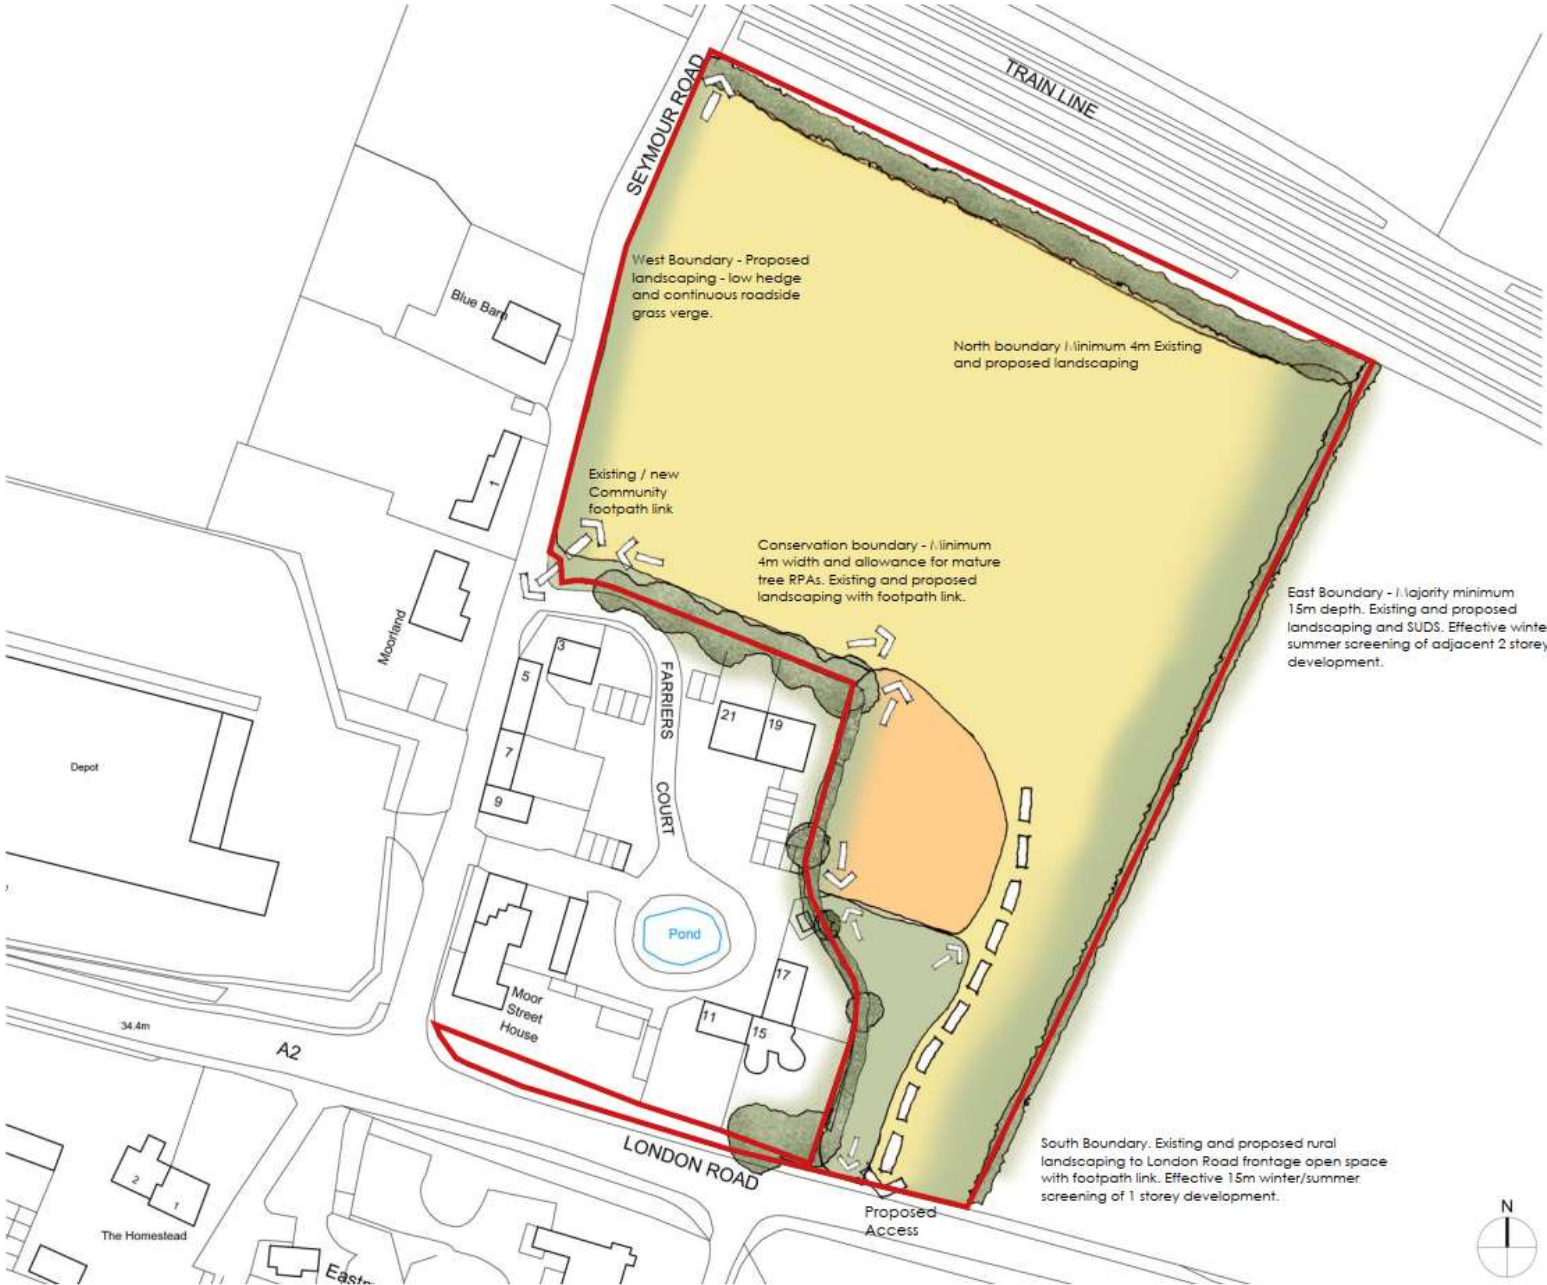 TRAIN LINE
SEYMOUR ROAD
West Boundary - Proposed
landscaping - low hedge
and continuous roadside
grass verge.
Blue Barn
North boundary Minimum 4m Existing
and proposed landscaping
1
Existing / new
Community
footpath link
Conservation boundary - Minimum
4m width and allowance for mature
tree RPAs. Existing and proposed
landscaping with footpath link.
East Boundary - Majority minimum
15m depth. Existing and proposed
landscaping and SUDS. Effective winte
summer screening of adjacent 2 storey
development.
Moorland
3
5
FARRIERS
COURT
21
19
7
9
Depot
Pond
17
Moor
Street
House
11
15
34.4m
A2
LONDON ROAD
South Boundary. Existing and proposed rural
landscaping to London Road frontage open space
with footpath link. Effective 15m winter/summer
screening of 1 storey development.
Proposed
Access
2
1
The Homestead
N